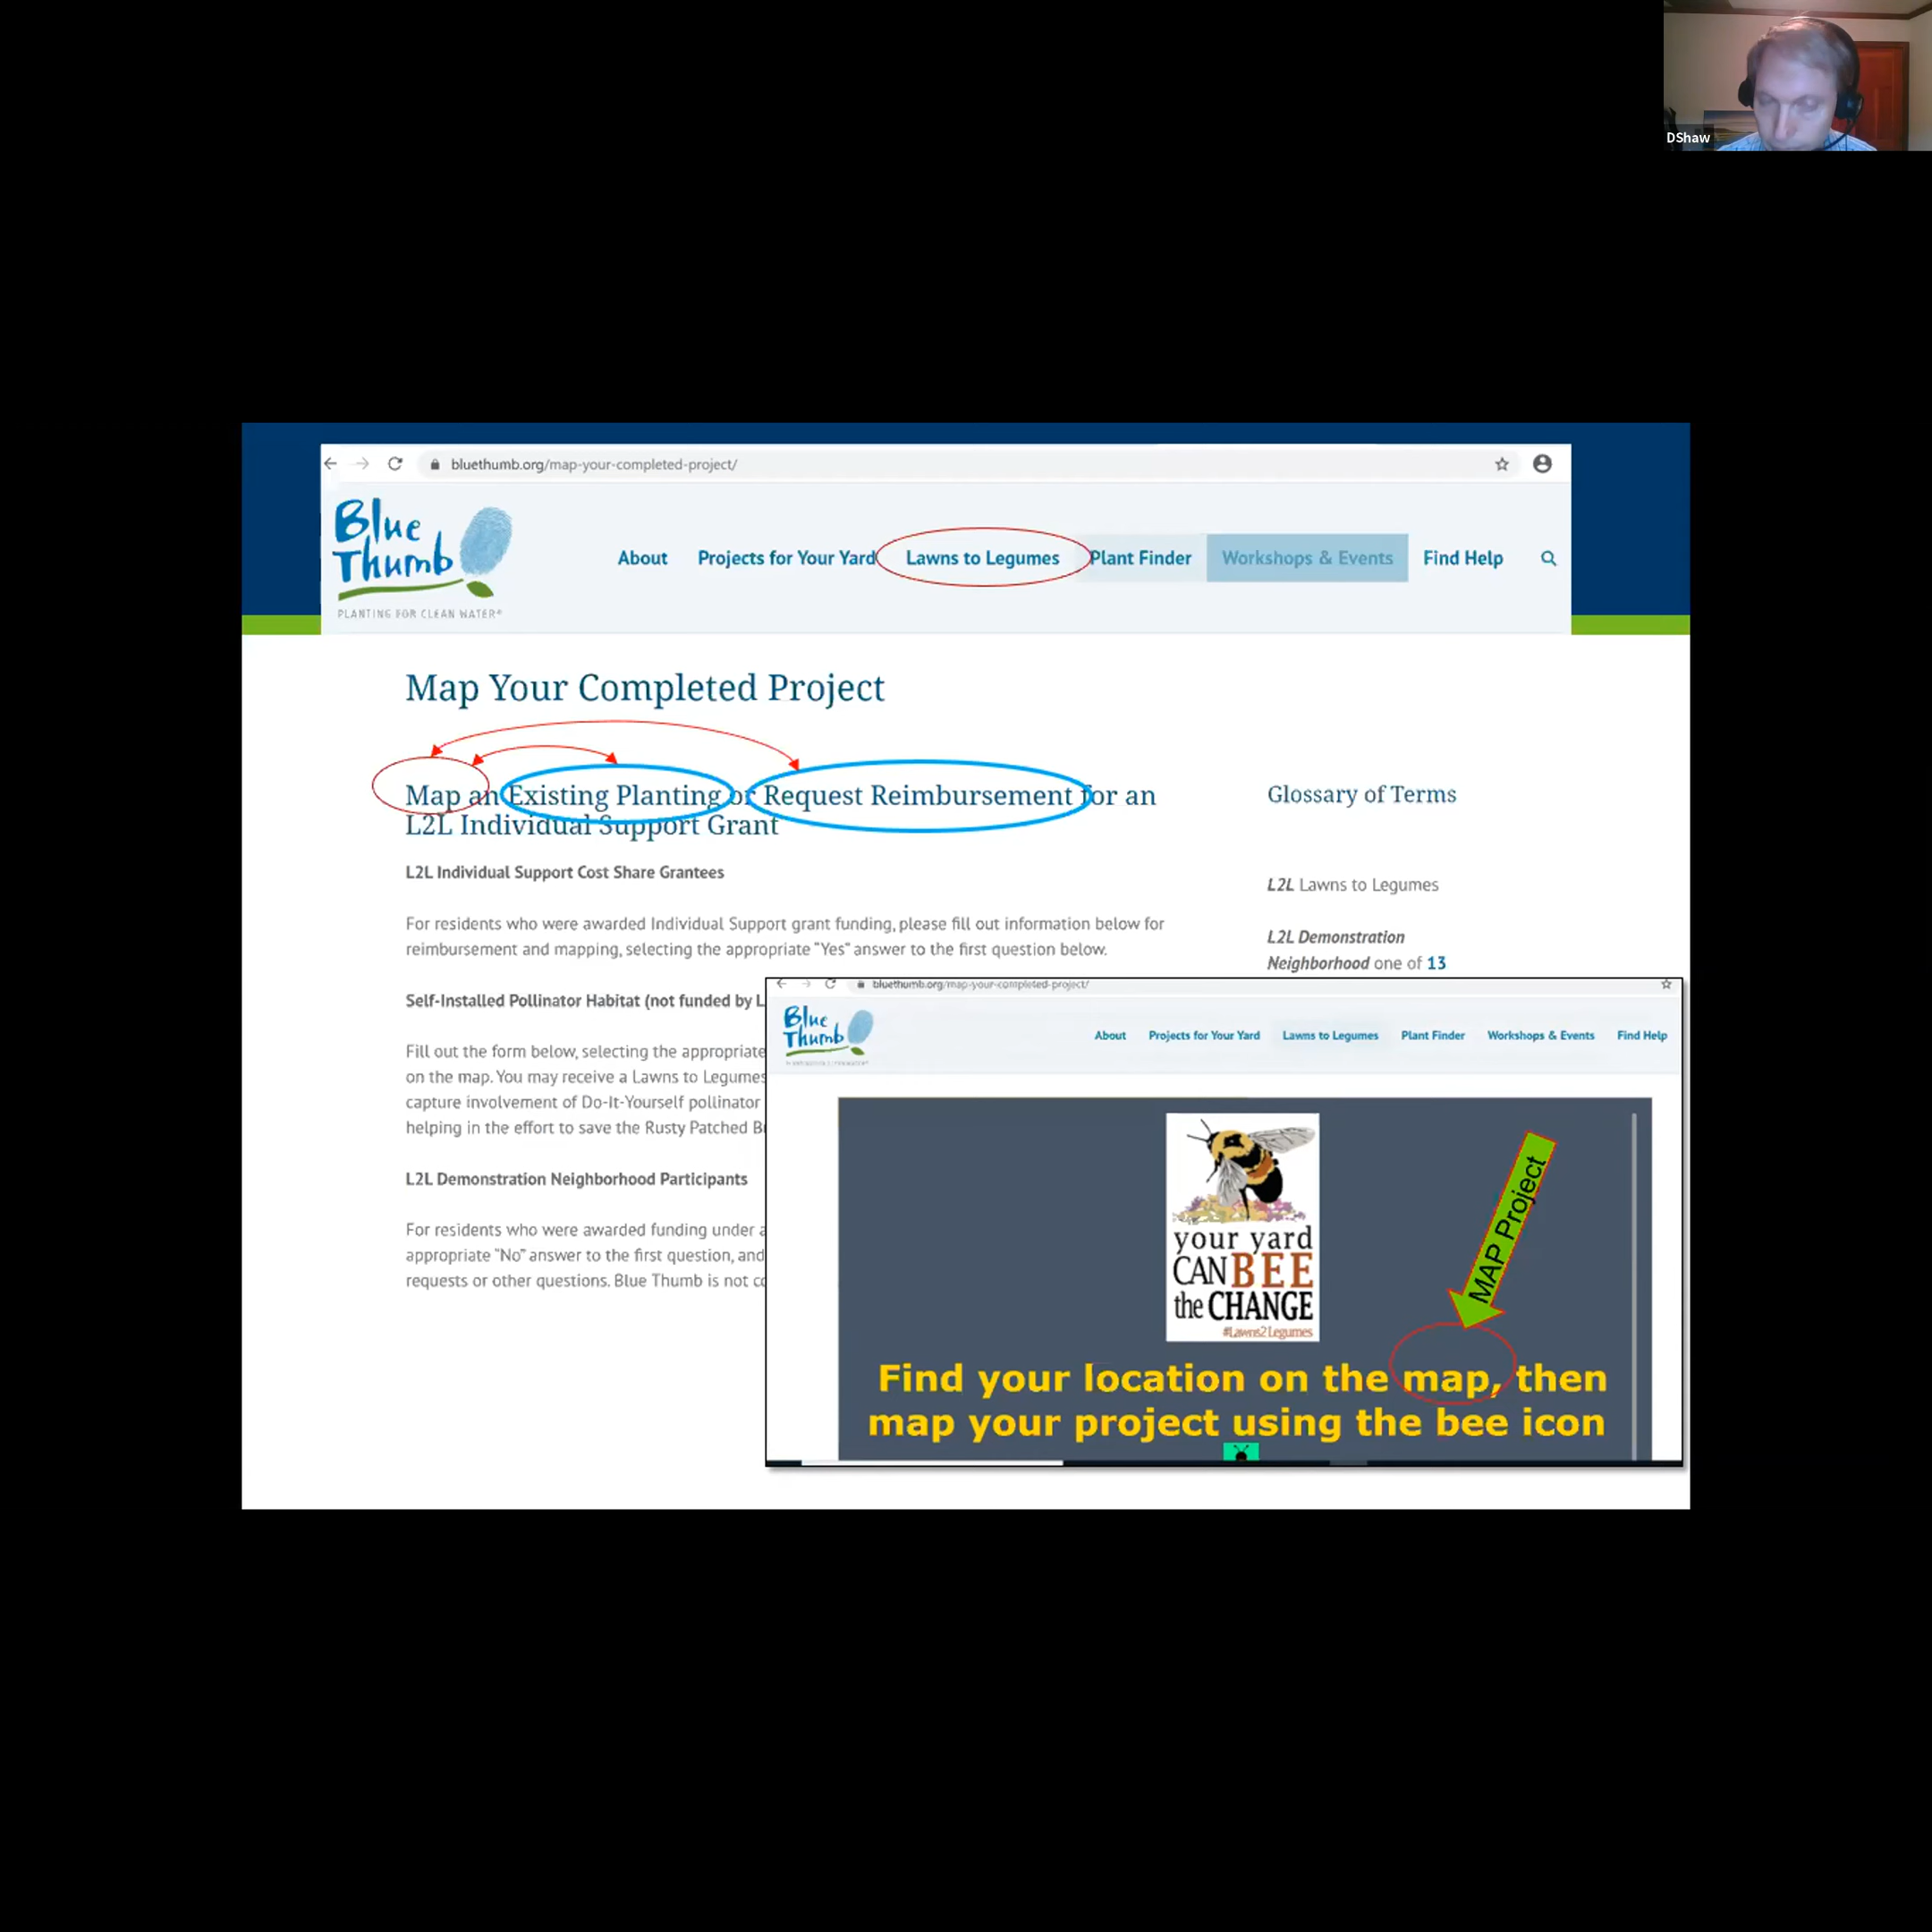 DShaw
bluethumb.org/map-your-completed-project/
Blue
Thumb
PLANTING FOR CLEAN WATER®
About Projects for Your Yard Lawns to Legumes Plant Finder Workshops & Events Find Help
Map Your Completed Project
Map an Existing Planting or Request Reimbursement for an
L2L Individual Support Grant
L2L Individual Support Cost Share Grantees
For residents who were awarded Individual Support grant funding, please fill out information below for
reimbursement and mapping, selecting the appropriate "Yes" answer to the first question below.
Self-Installed Pollinator Habitat (not funded by L
Fill out the form below, selecting the appropriate
on the map. You may receive a Lawns to Legumes
capture involvement of Do-It-Yourself pollinator
helping in the effort to save the Rusty Patched B
L2L Demonstration Neighborhood Participants
For residents who were awarded funding under a
appropriate "No" answer to the first question, and
requests or other questions. Blue Thumb is not co
Glossary of Terms
L2L Lawns to Legumes
L2L Demonstration
Neighborhood one of 13
bluethumb.org/map-your-completed-project/
Blue
Thumb
About Projects for Your Yard Lawns to Legumes Plant Finder Workshops & Events Find Help
your yard
CAN BEE
the CHANGE
#Lawns2Legumes
MAP Project
Find your location on the map, then
map your project using the bee icon